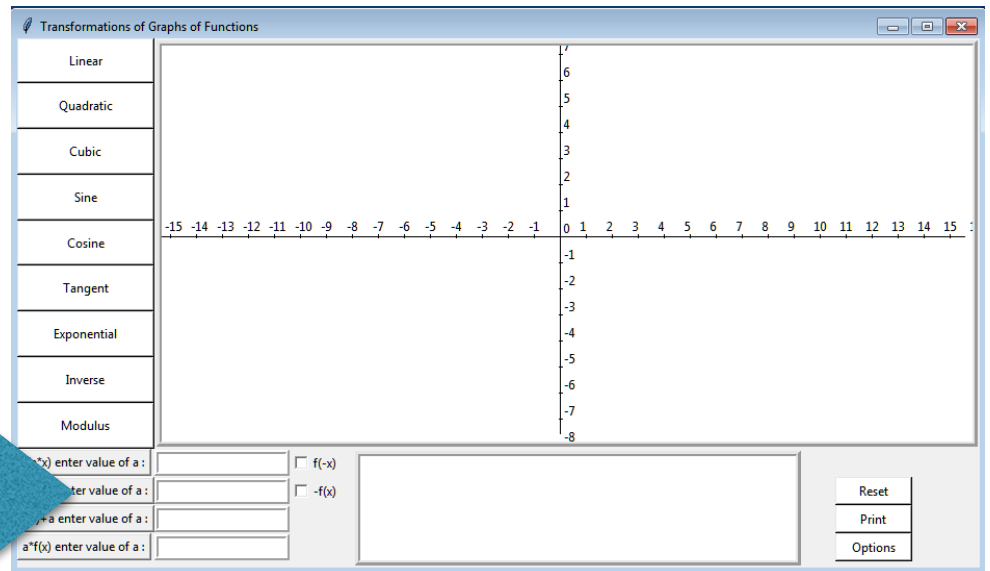 Transformations of Graphs of Functions
Linear
Quadratic
Cubic
Sine
Cosine
Tangent
Exponential
Inverse
Modulus
7
6
5
4
3
2
1
-15 -14 -13 -12 -11 -10 -9 -8 -7 -6 -5 -4 -3 -2 -1 0 1 2 3 4 5 6 7 8 9 10 11 12 13 14 15
-1
-2
-3
-4
-5
-6
-7
-8
*x) enter value of a : f(-x)
value of a : -f(x)
+a enter value of a :
a*f(x) enter value of a :
Reset
Print
Options